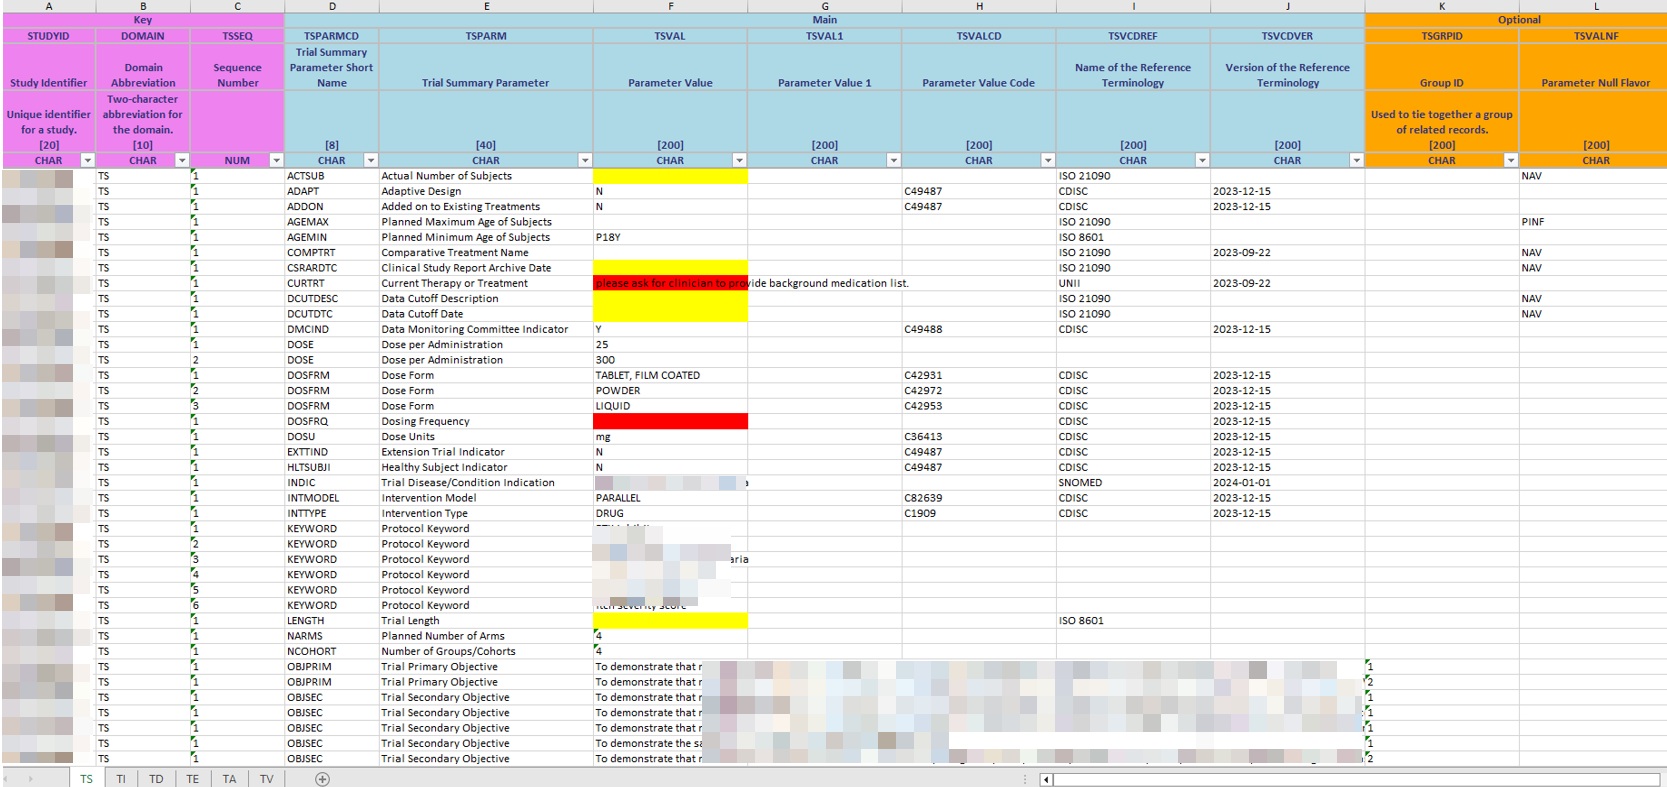 A B C D E F G H I J K L
Key Main Optional
STUDYID DOMAIN TSSEQ TSPARMCD TSPARM TSVAL TSVAL1 TSVALCD TSVCDREF TSVCDVER TSGRPID TSVALNF
Study Identifier Domain Abbreviation Sequence Number Trial Summary Parameter Short Name Trial Summary Parameter Parameter Value Parameter Value 1 Parameter Value Code Name of the Reference Terminology Version of the Reference Terminology Group ID Parameter Null Flavor
Unique identifier for a study. [20] Two-character abbreviation for the domain. [10] [8] [40] [200] [200] [200] [200] [200] Used to tie together a group of related records. [200] [200]
CHAR CHAR NUM CHAR CHAR CHAR CHAR CHAR CHAR CHAR CHAR CHAR
TS 1 ACTSUB Actual Number of Subjects ISO 21090 NAV
TS 1 ADAPT Adaptive Design N C49487 CDISC 2023-12-15
TS 1 ADDON Added on to Existing Treatments N C49487 CDISC 2023-12-15
TS 1 AGEMAX Planned Maximum Age of Subjects ISO 21090 PINF
TS 1 AGEMIN Planned Minimum Age of Subjects P18Y ISO 8601
TS 1 COMPTRT Comparative Treatment Name ISO 21090 2023-09-22 NAV
TS 1 CSRARDTC Clinical Study Report Archive Date ISO 21090 NAV
TS 1 CURTRT Current Therapy or Treatment please ask for clinician to provide background medication list. UNII 2023-09-22
TS 1 DCUTDESC Data Cutoff Description ISO 21090 NAV
TS 1 DCUTDTC Data Cutoff Date ISO 21090 NAV
TS 1 DMCIND Data Monitoring Committee Indicator Y C49488 CDISC 2023-12-15
TS 1 DOSE Dose per Administration 25
TS 2 DOSE Dose per Administration 300
TS 1 DOSFRM Dose Form TABLET, FILM COATED C42931 CDISC 2023-12-15
TS 2 DOSFRM Dose Form POWDER C42972 CDISC 2023-12-15
TS 3 DOSFRM Dose Form LIQUID C42953 CDISC 2023-12-15
TS 1 DOSFRQ Dosing Frequency CDISC 2023-12-15
TS 1 DOSU Dose Units mg C36413 CDISC 2023-12-15
TS 1 EXTTIND Extension Trial Indicator N C49487 CDISC 2023-12-15
TS 1 HLTSUBJI Healthy Subject Indicator N C49487 CDISC 2023-12-15
TS 1 INDIC Trial Disease/Condition Indication SNOMED 2024-01-01
TS 1 INTMODEL Intervention Model PARALLEL C82639 CDISC 2023-12-15
TS 1 INTTYPE Intervention Type DRUG C1909 CDISC 2023-12-15
TS 1 KEYWORD Protocol Keyword
TS 2 KEYWORD Protocol Keyword
TS 3 KEYWORD Protocol Keyword aria
TS 4 KEYWORD Protocol Keyword
TS 5 KEYWORD Protocol Keyword
TS 6 KEYWORD Protocol Keyword
TS 1 LENGTH Trial Length ISO 8601
TS 1 NARMS Planned Number of Arms 4
TS 1 NCOHORT Number of Groups/Cohorts 4
TS 1 OBJPRIM Trial Primary Objective To demonstrate that 1
TS 1 OBJPRIM Trial Primary Objective To demonstrate that 2
TS 1 OBJSEC Trial Secondary Objective To demonstrate that 1
TS 1 OBJSEC Trial Secondary Objective To demonstrate that 1
TS 1 OBJSEC Trial Secondary Objective To demonstrate that 1
TS 1 OBJSEC Trial Secondary Objective To demonstrate the 1
TS 1 OBJSEC Trial Secondary Objective To demonstrate that 2
TS TI TD TE TA TV